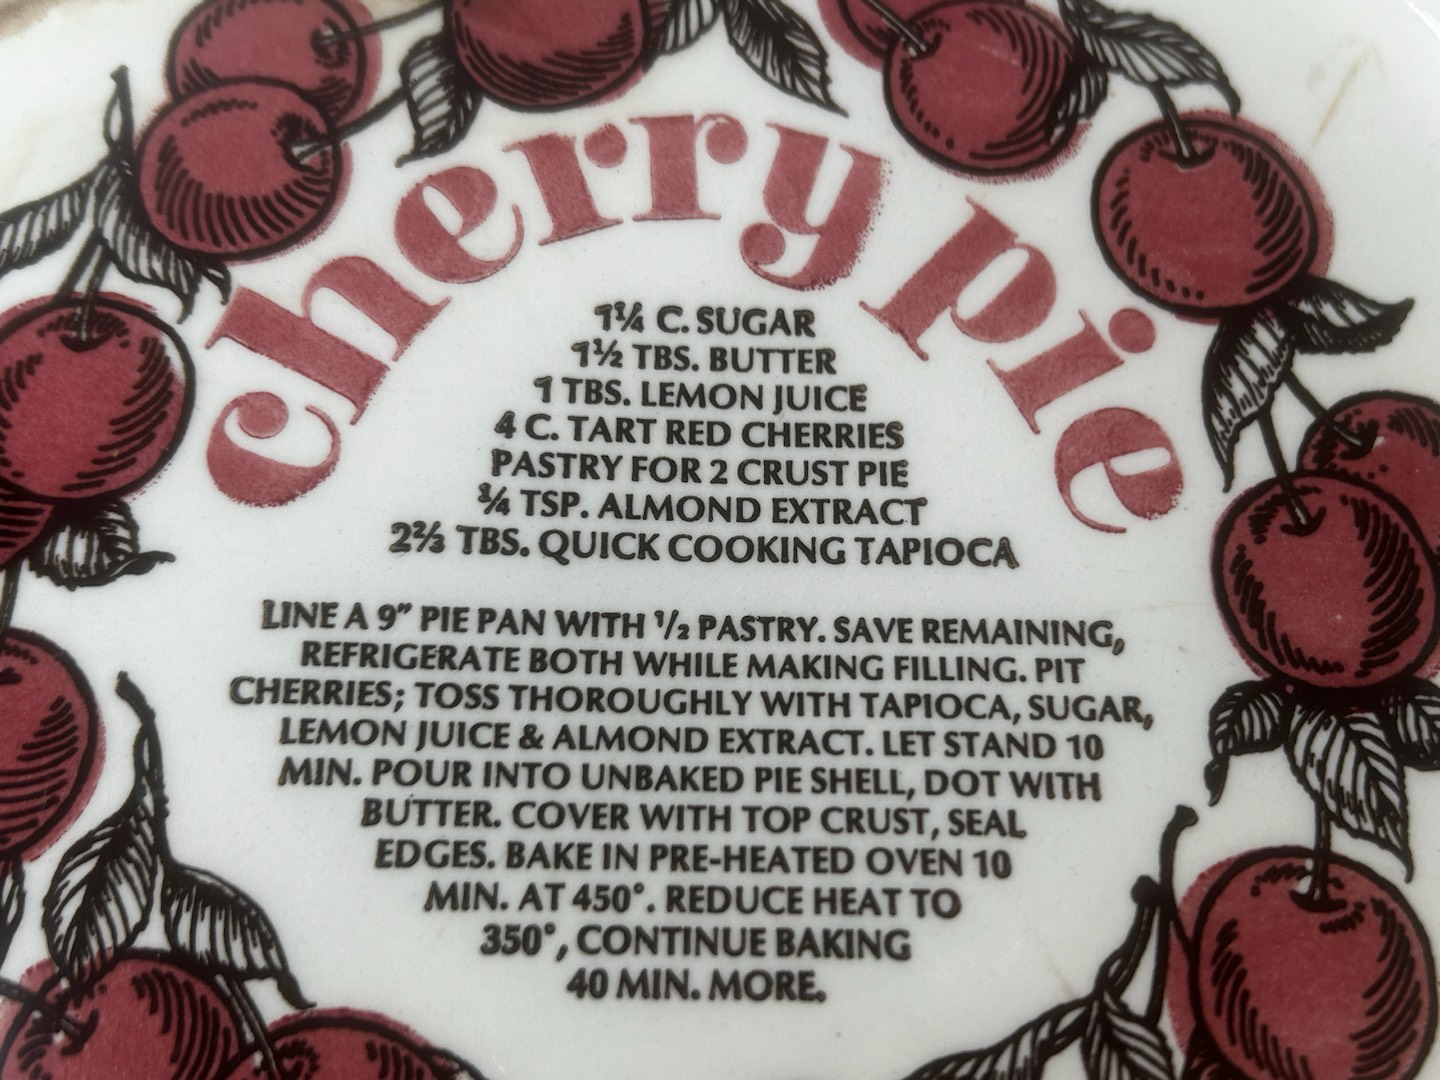 cherry pie
1¼ C. SUGAR
1½ TBS. BUTTER
1 TBS. LEMON JUICE
4 C. TART RED CHERRIES
PASTRY FOR 2 CRUST PIE
¼ TSP. ALMOND EXTRACT
2⅔ TBS. QUICK COOKING TAPIOCA
LINE A 9" PIE PAN WITH ½ PASTRY. SAVE REMAINING,
REFRIGERATE BOTH WHILE MAKING FILLING. PIT
CHERRIES; TOSS THOROUGHLY WITH TAPIOCA, SUGAR,
LEMON JUICE & ALMOND EXTRACT. LET STAND 10
MIN. POUR INTO UNBAKED PIE SHELL, DOT WITH
BUTTER. COVER WITH TOP CRUST, SEAL
EDGES. BAKE IN PRE-HEATED OVEN 10
MIN. AT 450°. REDUCE HEAT TO
350°, CONTINUE BAKING
40 MIN. MORE.